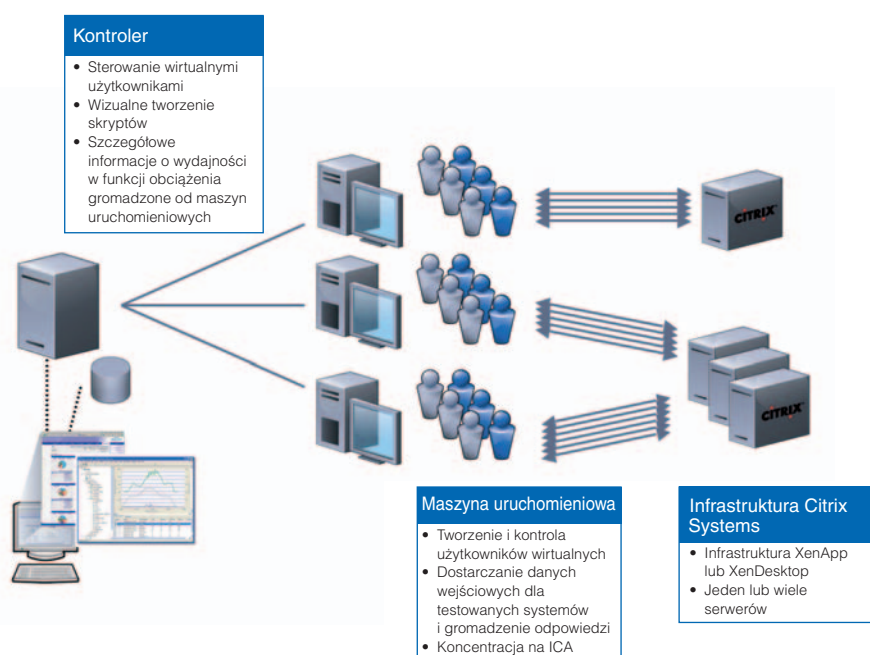 Kontroler
• Sterowanie wirtualnymi
użytkownikami
• Wizualne tworzenie
skryptów
• Szczegółowe
informacje o wydajności
w funkcji obciążenia
gromadzone od maszyn
uruchomieniowych
CITRIX
CITRIX
Maszyna uruchomieniowa
• Tworzenie i kontrola
użytkowników wirtualnych
• Dostarczanie danych
wejściowych dla
testowanych systemów
i gromadzenie odpowiedzi
• Koncentracja na ICA
Infrastruktura Citrix
Systems
• Infrastruktura XenApp
lub XenDesktop
• Jeden lub wiele
serwerów